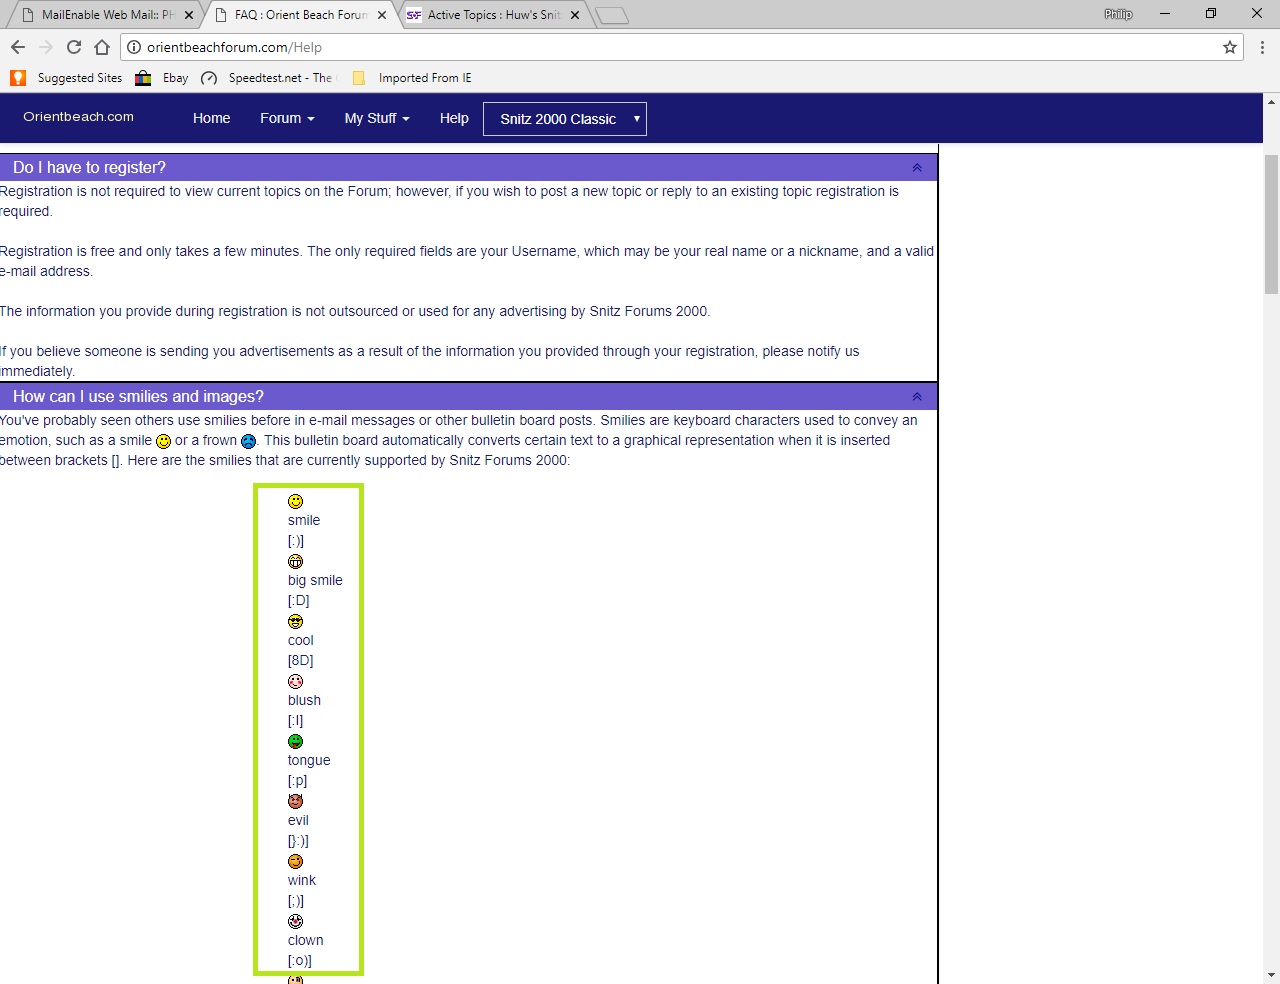 MailEnable Web Mail:: PH
FAQ : Orient Beach Forum
Active Topics : Huw's Snit
Philip
orientbeachforum.com/Help
Suggested Sites
Ebay
Speedtest.net - The
Imported From IE
Orientbeach.com
Home
Forum
My Stuff
Help
Snitz 2000 Classic
Do I have to register?
Registration is not required to view current topics on the Forum; however, if you wish to post a new topic or reply to an existing topic registration is
required.
Registration is free and only takes a few minutes. The only required fields are your Username, which may be your real name or a nickname, and a valid
e-mail address.
The information you provide during registration is not outsourced or used for any advertising by Snitz Forums 2000.
If you believe someone is sending you advertisements as a result of the information you provided through your registration, please notify us
immediately.
How can I use smilies and images?
You've probably seen others use smilies before in e-mail messages or other bulletin board posts. Smilies are keyboard characters used to convey an
emotion, such as a smile or a frown . This bulletin board automatically converts certain text to a graphical representation when it is inserted
between brackets []. Here are the smilies that are currently supported by Snitz Forums 2000:
smile
[:)]
big smile
[:D]
cool
[8D]
blush
[:I]
tongue
[:p]
evil
[}:)]
wink
[;)]
clown
[:o)]